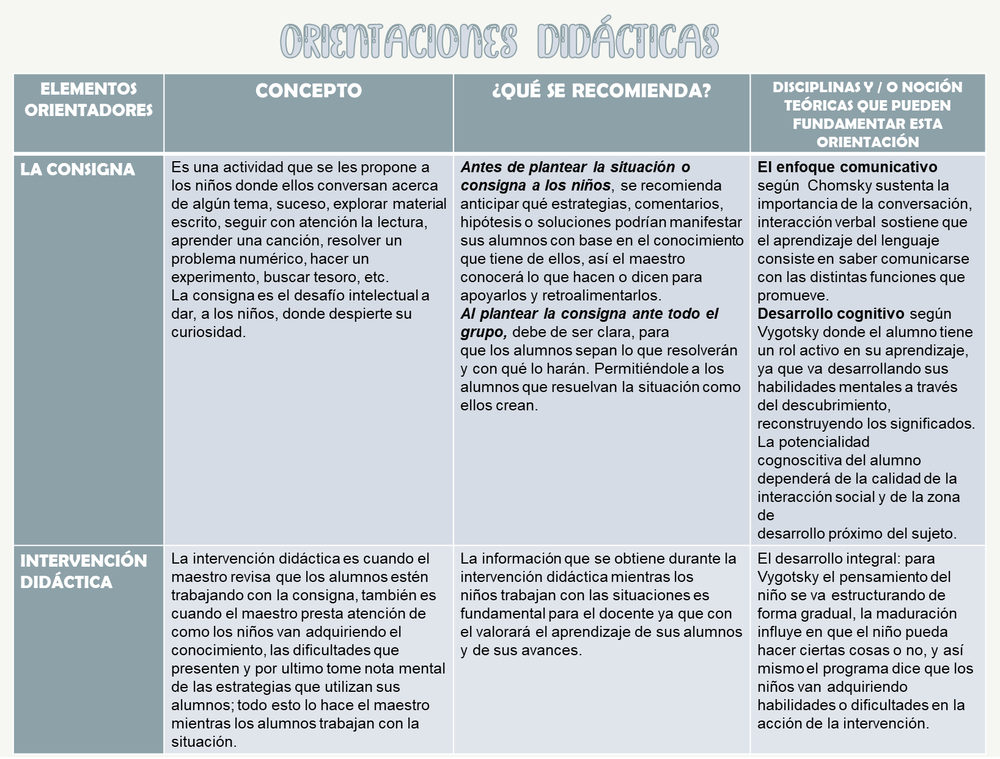 ORIENTACIONES DIDÁCTICAS
ELEMENTOS
ORIENTADORES
CONCEPTO
¿QUÉ SE RECOMIENDA?
DISCIPLINAS Y / O NOCIÓN
TEÓRICAS QUE PUEDEN
FUNDAMENTAR ESTA
ORIENTACIÓN
LA CONSIGNA
Es una actividad que se les propone a
los niños donde ellos conversan acerca
de algún tema, suceso, explorar material
escrito, seguir con atención la lectura,
aprender una canción, resolver un
problema numérico, hacer un
experimento, buscar tesoro, etc.
La consigna es el desafío intelectual a
dar, a los niños, donde despierte su
curiosidad.
Antes de plantear la situación o
consigna a los niños, se recomienda
anticipar qué estrategias, comentarios,
hipótesis o soluciones podrían manifestar
sus alumnos con base en el conocimiento
que tiene de ellos, así el maestro
conocerá lo que hacen o dicen para
apoyarlos y retroalimentarlos.
Al plantear la consigna ante todo el
grupo, debe de ser clara, para
que los alumnos sepan lo que resolverán
y con qué lo harán. Permitiéndole a los
alumnos que resuelvan la situación como
ellos crean.
El enfoque comunicativo
según Chomsky sustenta la
importancia de la conversación,
interacción verbal sostiene que
el aprendizaje del lenguaje
consiste en saber comunicarse
con las distintas funciones que
promueve.
Desarrollo cognitivo según
Vygotsky donde el alumno tiene
un rol activo en su aprendizaje,
ya que va desarrollando sus
habilidades mentales a través
del descubrimiento,
reconstruyendo los significados.
La potencialidad
cognoscitiva del alumno
dependerá de la calidad de la
interacción social y de la zona
de
desarrollo próximo del sujeto.
INTERVENCIÓN
DIDÁCTICA
La intervención didáctica es cuando el
maestro revisa que los alumnos estén
trabajando con la consigna, también es
cuando el maestro presta atención de
como los niños van adquiriendo el
conocimiento, las dificultades que
presenten y por ultimo tome nota mental
de las estrategias que utilizan sus
alumnos; todo esto lo hace el maestro
mientras los alumnos trabajan con la
situación.
La información que se obtiene durante la
intervención didáctica mientras los
niños trabajan con las situaciones es
fundamental para el docente ya que con
el valorará el aprendizaje de sus alumnos
y de sus avances.
El desarrollo integral: para
Vygotsky el pensamiento del
niño se va estructurando de
forma gradual, la maduración
influye en que el niño pueda
hacer ciertas cosas o no, y así
mismo el programa dice que los
niños van adquiriendo
habilidades o dificultades en la
acción de la intervención.